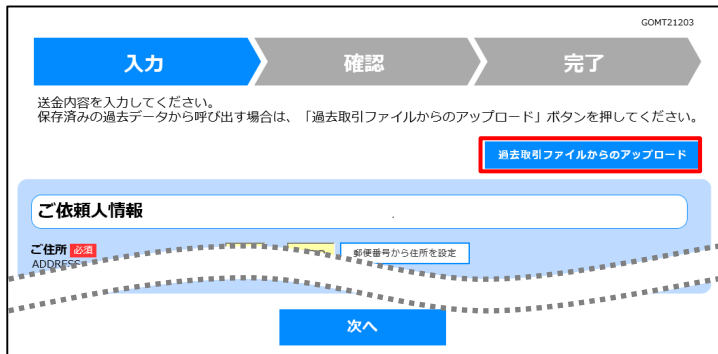 GOMT21203
入力
確認
完了
送金内容を入力してください。
保存済みの過去データから呼び出す場合は、「過去取引ファイルからのアップロード」ボタンを押してください。
過去取引ファイルからのアップロード
ご依頼人情報
ご住所 必須
郵便番号から住所を設定
ADDRESS
次へ